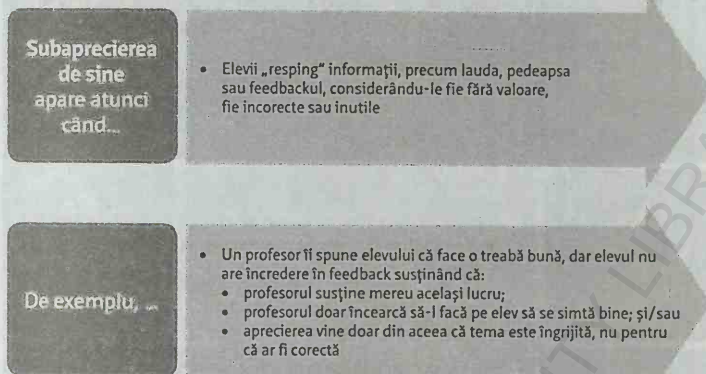 Subaprecierea
de sine
apare atunci
când...
• Elevii „resping” informații, precum lauda, pedeapsa
sau feedbackul, considerându-le fie fără valoare,
fie incorecte sau inutile
De exemplu, ...
• Un profesor îi spune elevului că face o treabă bună, dar elevul nu
are încredere în feedback susținând că:
• profesorul susține mereu același lucru;
• profesorul doar încearcă să-l facă pe elev să se simtă bine; și/sau
• aprecierea vine doar din aceea că tema este îngrijită, nu pentru
că ar fi corectă